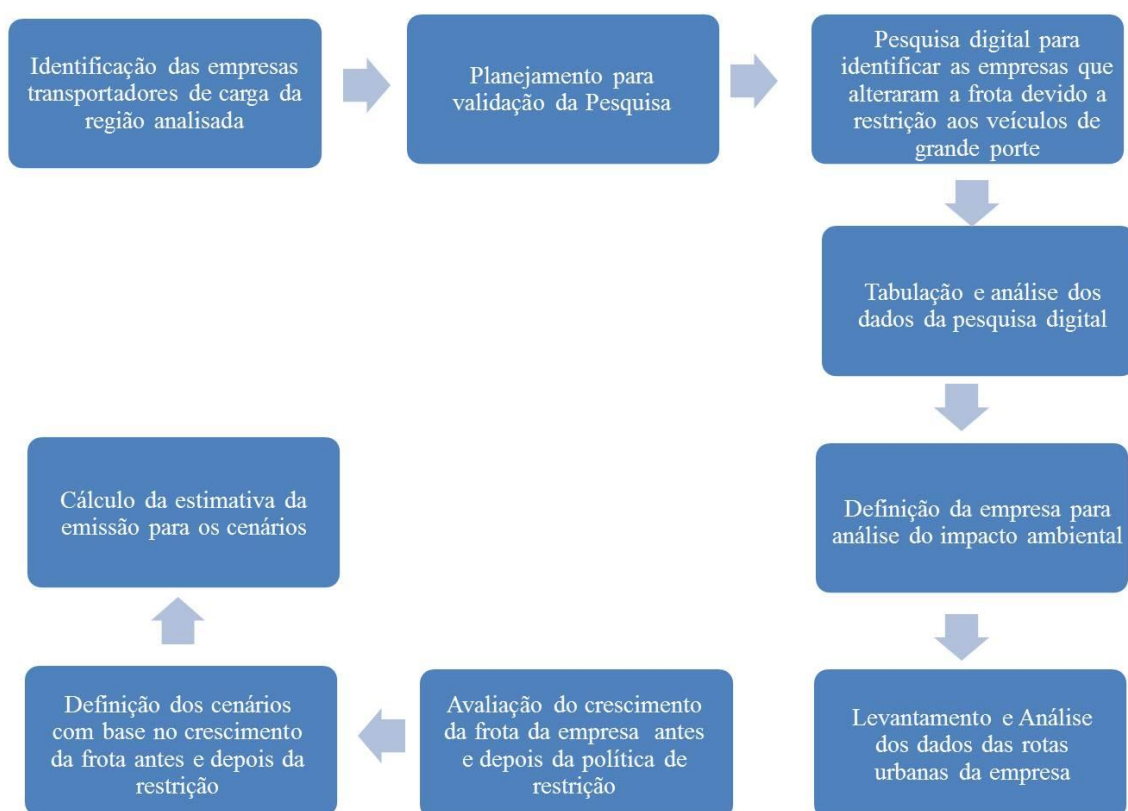 Identificação das empresas
transportadores de carga da
região analisada
Planejamento para
validação da Pesquisa
Pesquisa digital para
identificar as empresas que
alteraram a frota devido a
restrição aos veículos de
grande porte
Tabulação e análise dos
dados da pesquisa digital
Definição da empresa para
análise do impacto ambiental
Levantamento e Análise
dos dados das rotas
urbanas da empresa
Avaliação do crescimento
da frota da empresa antes
e depois da política de
restrição
Definição dos cenários
com base no crescimento
da frota antes e depois da
restrição
Cálculo da estimativa da
emissão para os cenários